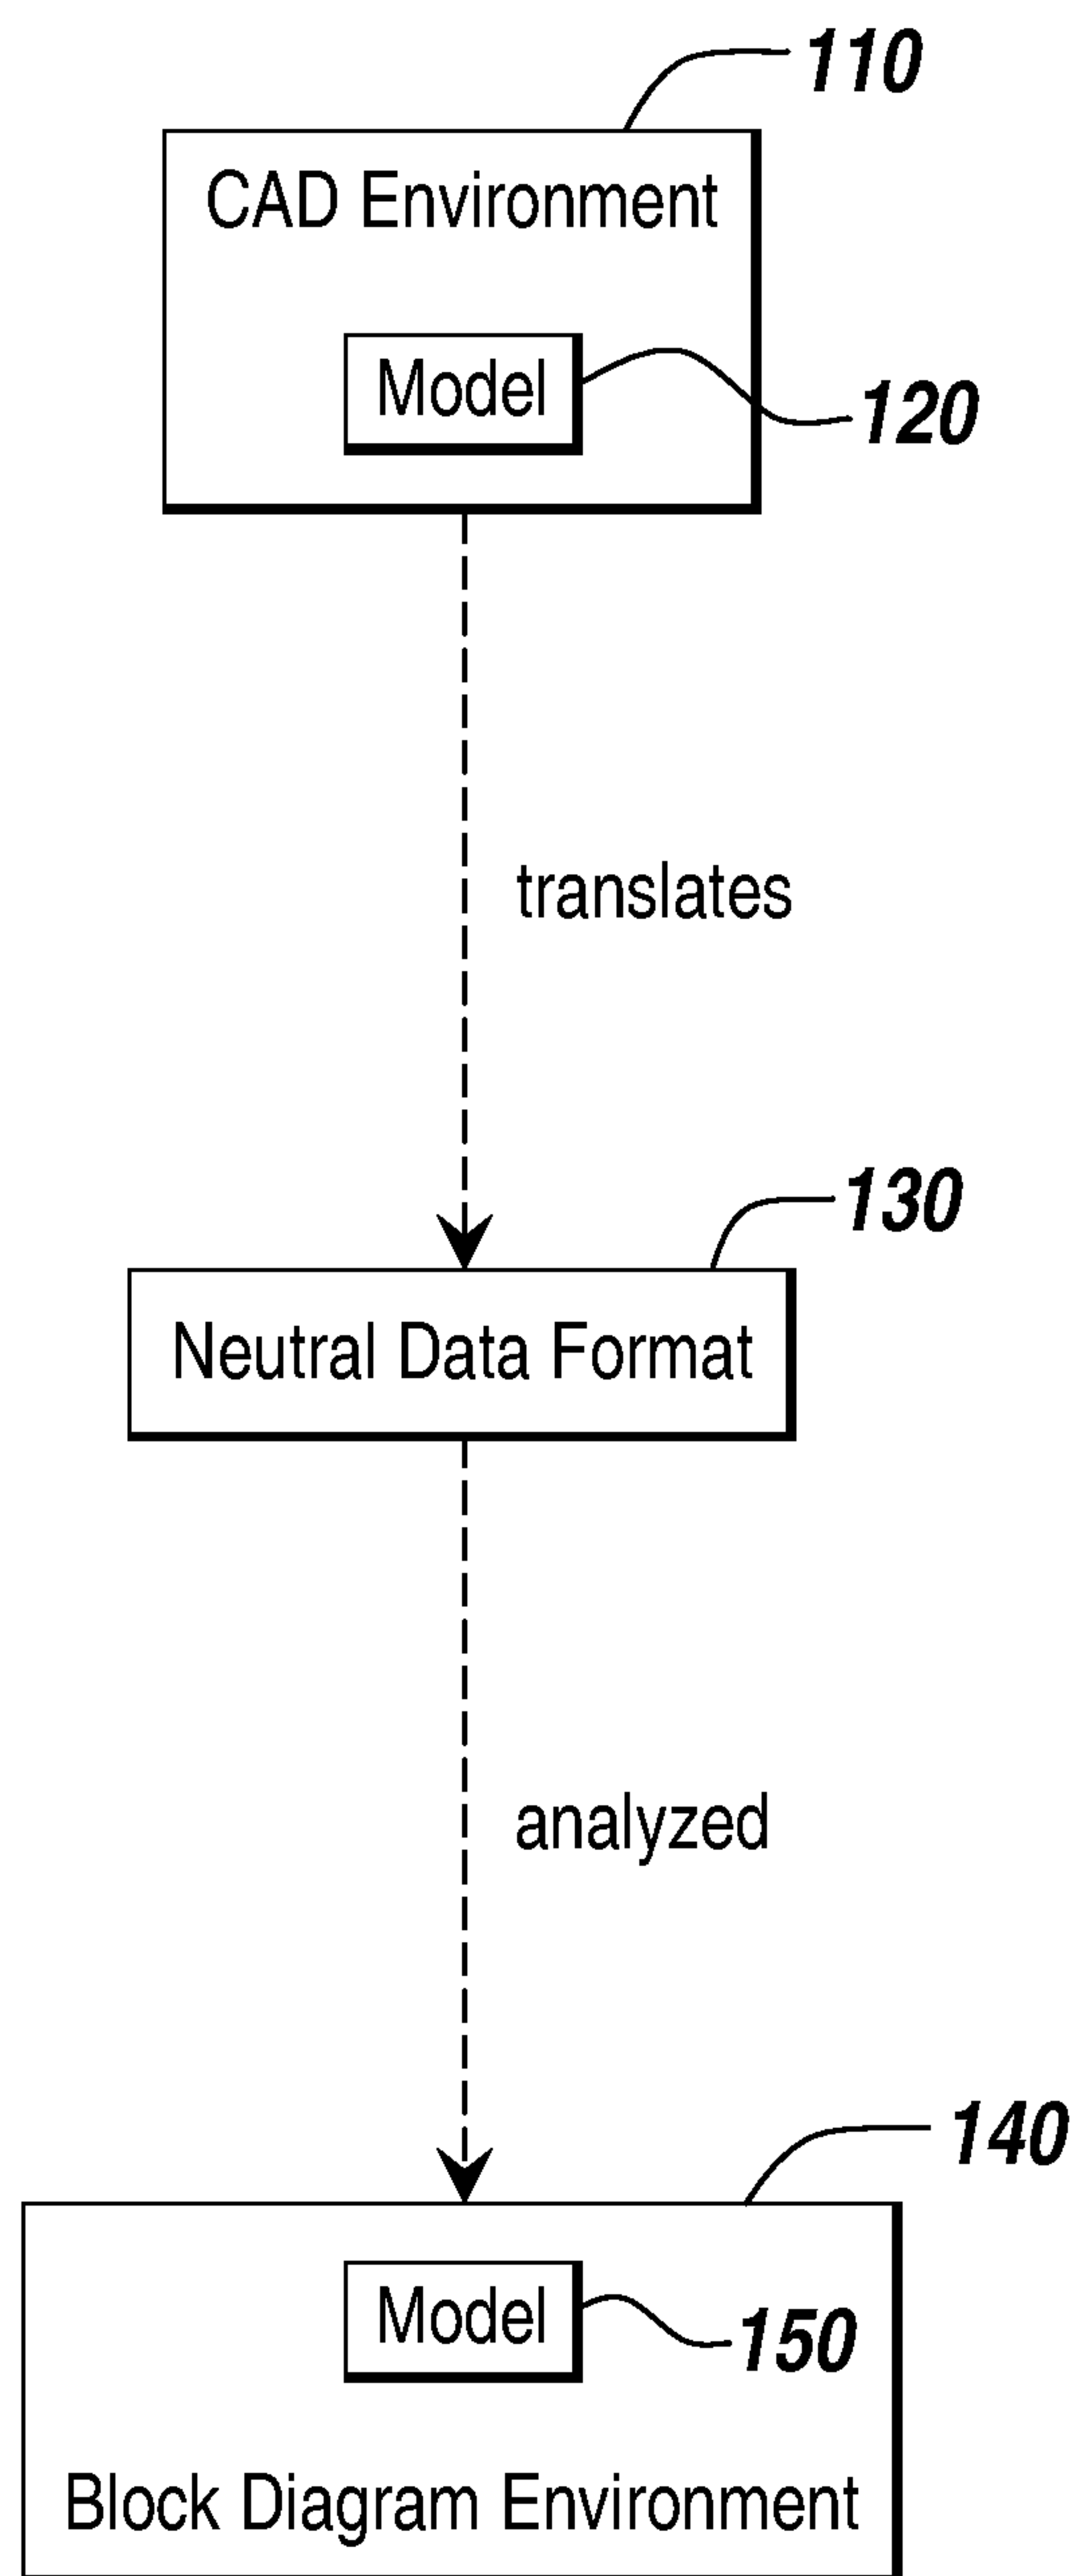 110
CAD Environment
Model
120
translates
130
Neutral Data Format
analyzed
140
Model
150
Block Diagram Environment